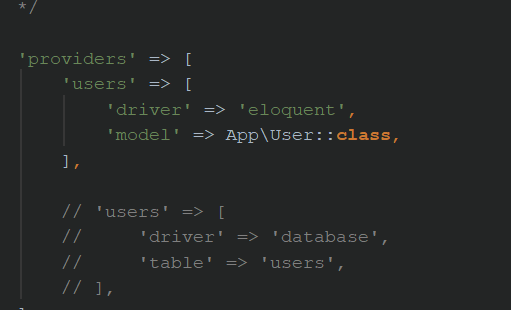 */
'providers' => [
'users' => [
'driver' => 'eloquent',
'model' => App\User::class,
],
// 'users' => [
//     'driver' => 'database',
//     'table' => 'users',
// ],